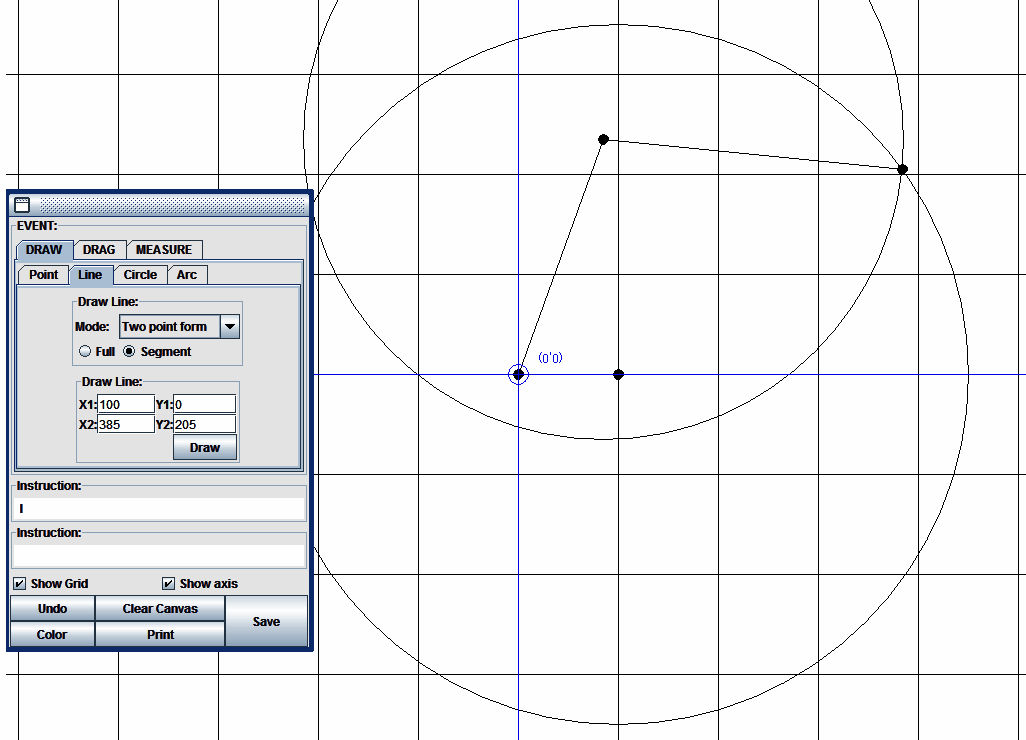 EVENT:
DRAW DRAG MEASURE
Point Line Circle Arc
Draw Line:
Mode: Two point form
Full Segment
Draw Line:
X1: 100 Y1: 0
X2: 385 Y2: 205
Draw
Instruction:
I
Instruction:
Show Grid Show axis
Undo Clear Canvas Save
Color Print
(0'0)